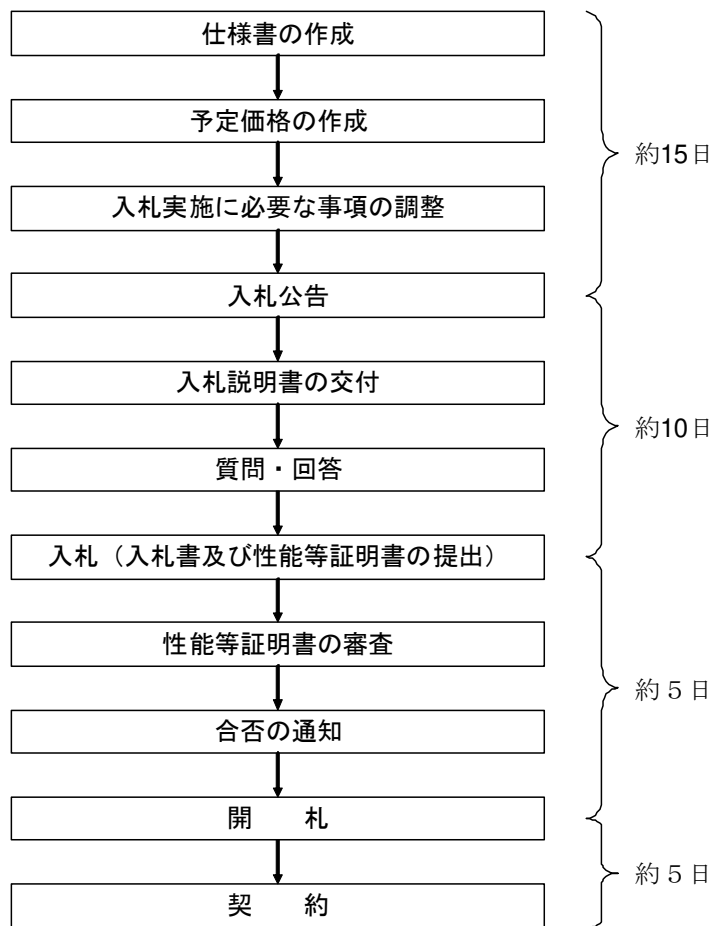 仕様書の作成
予定価格の作成
約15日
入札実施に必要な事項の調整
入札公告
入札説明書の交付
約10日
質問・回答
入札（入札書及び性能等証明書の提出）
性能等証明書の審査
約５日
合否の通知
開　　札
約５日
契　　約